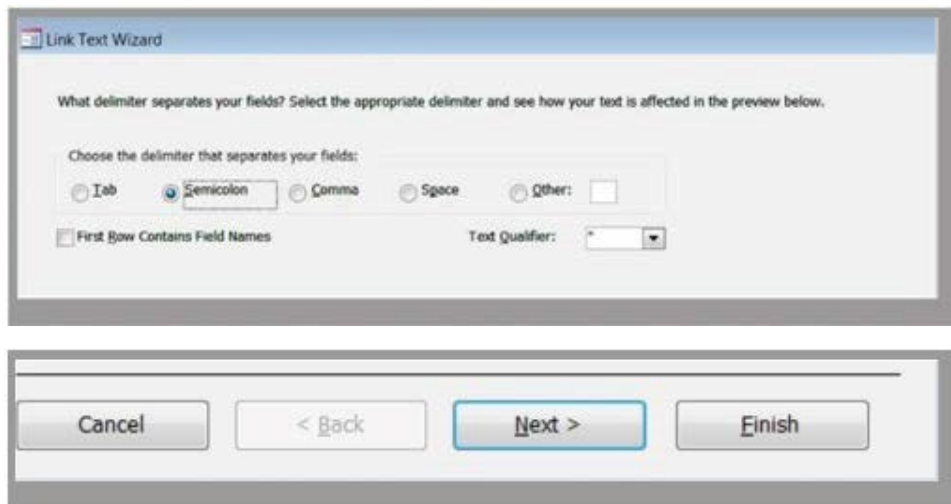 Link Text Wizard
What delimiter separates your fields? Select the appropriate delimiter and see how your text is affected in the preview below.
Choose the delimiter that separates your fields:
Tab Semicolon Comma Space Other:
First Row Contains Field Names Text Qualifier: "
Cancel < Back Next > Finish